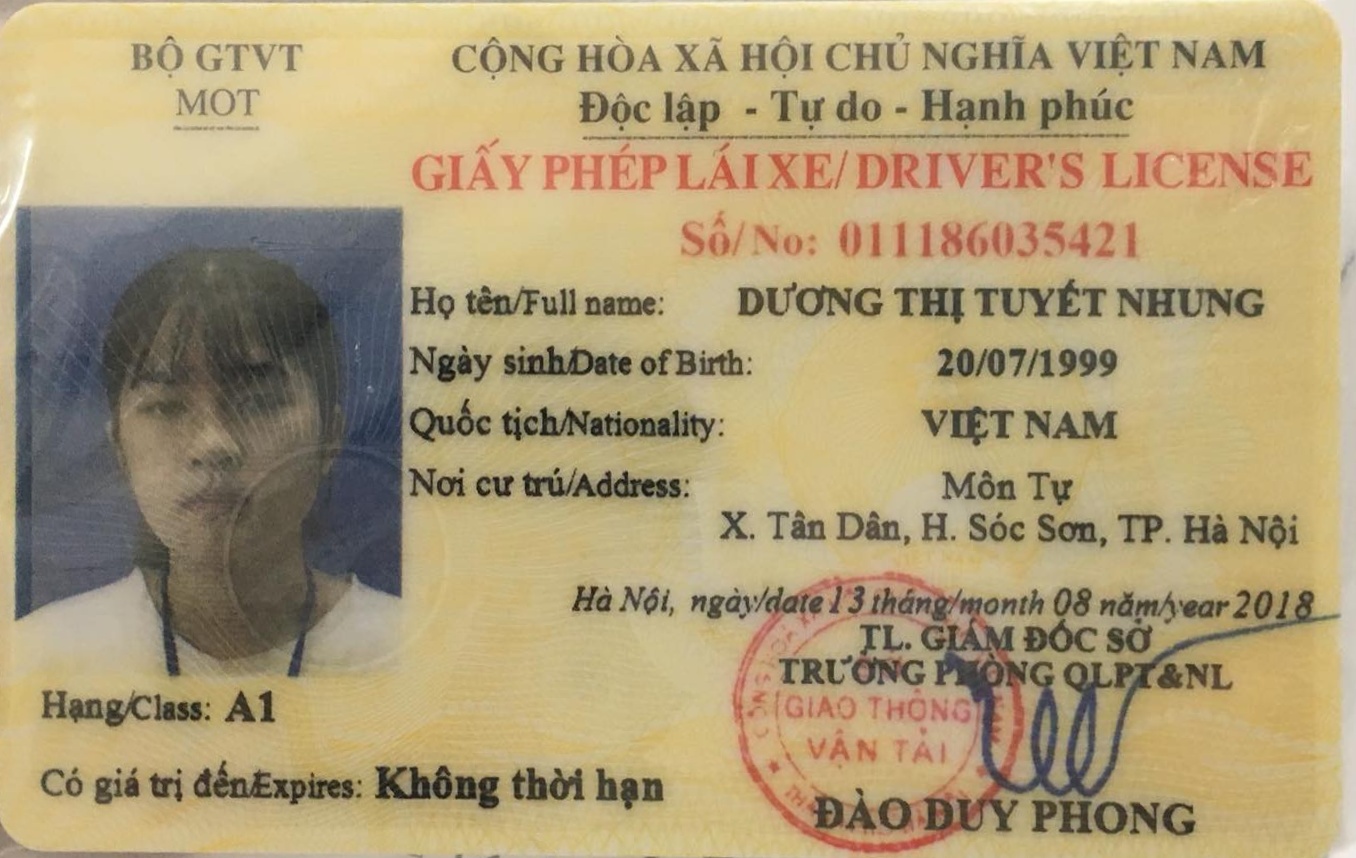 BỘ GTVT
MOT
CỘNG HÒA XÃ HỘI CHỦ NGHĨA VIỆT NAM
Độc lập - Tự do - Hạnh phúc
GIẤY PHÉP LÁI XE/ DRIVER'S LICENSE
Số/No: 011186035421
Họ tên/Full name: DƯƠNG THỊ TUYẾT NHUNG
Ngày sinh/Date of Birth: 20/07/1999
Quốc tịch/Nationality: VIỆT NAM
Nơi cư trú/Address: Môn Tự
X. Tân Dân, H. Sóc Sơn, TP. Hà Nội
Hà Nội, ngày/date 13 tháng/month 08 năm/year 2018
TL. GIÁM ĐỐC SỞ
TRƯỞNG PHÒNG QLPT&NL
GIAO THÔNG
VẬN TẢI
ĐÀO DUY PHONG
Hạng/Class: A1
Có giá trị đến/Expires: Không thời hạn